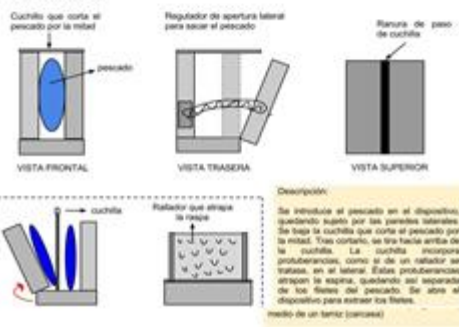 Cuchillo que corta el
pescado por la mitad
Regulador de apertura lateral
para sacar el pescado
Ranura de paso
de cuchilla
pescado
VISTA FRONTAL
VISTA TRASERA
VISTA SUPERIOR
cuchilla
Rallador que atrapa
la raspa
Descripción:
Se introduce el pescado en el dispositivo,
quedando sujeto por las paredes laterales.
Se baja la cuchilla que corta el pescado por
la mitad. Tras cortarlo, se tira hacia arriba de
la cuchilla. La cuchilla incorpora
protuberancias, como si de un rallador se
tratase, en el lateral. Estas protuberancias
atrapan la espina, quedando así separada
de los filetes del pescado. Se abre el
dispositivo para extraer los filetes.
medio de un tamiz (carcasa)